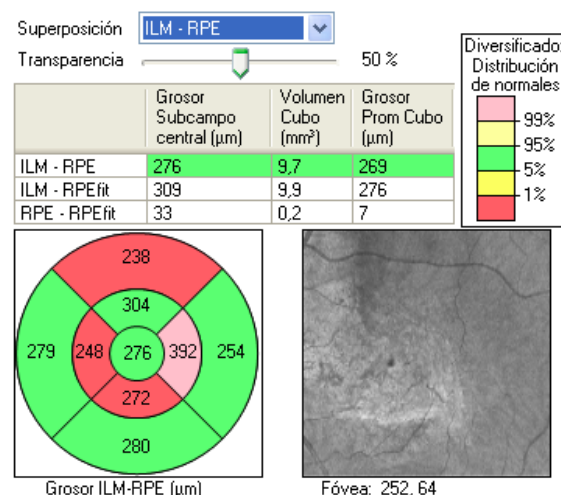 Superposición ILM - RPE
Transparencia 50 %
Diversificado:
Distribución
de normales
99%
95%
5%
1%
Grosor Subcampo central (µm) Volumen Cubo (mm³) Grosor Prom Cubo (µm)
ILM - RPE 276 9,7 269
ILM - RPEfit 309 9,9 276
RPE - RPEfit 33 0,2 7
238
304
279 248 276 392 254
272
280
Grosor ILM-RPE (µm)
Fóvea: 252, 64